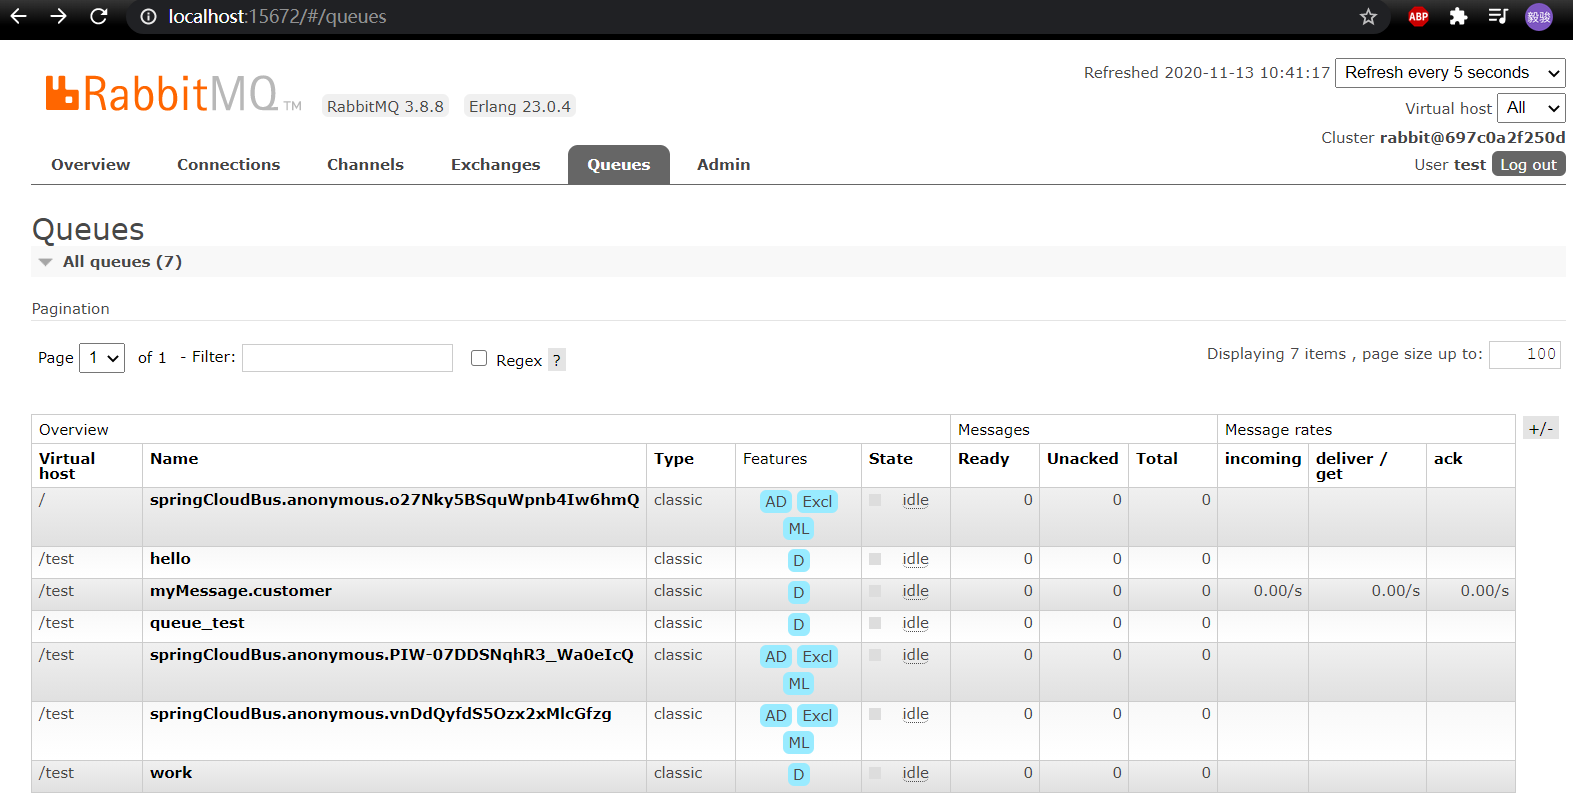 localhost:15672/#/queues
ABP
毅骏
RabbitMQ TM
RabbitMQ 3.8.8 Erlang 23.0.4
Refreshed 2020-11-13 10:41:17 Refresh every 5 seconds
Virtual host All
Cluster rabbit@697c0a2f250d
User test Log out
Overview Connections Channels Exchanges Queues Admin
Queues
All queues (7)
Pagination
Page 1 of 1 - Filter: Regex ?
Displaying 7 items , page size up to: 100
Overview Messages Message rates +/-
Virtual host Name Type Features State Ready Unacked Total incoming deliver / get ack
/ springCloudBus.anonymous.o27Nky5BSquWpnb4Iw6hmQ classic AD Excl ML idle 0 0 0
/test hello classic D idle 0 0 0
/test myMessage.customer classic D idle 0 0 0 0.00/s 0.00/s 0.00/s
/test queue_test classic D idle 0 0 0
/test springCloudBus.anonymous.PIW-07DDSNqhR3_Wa0eIcQ classic AD Excl ML idle 0 0 0
/test springCloudBus.anonymous.vnDdQyfdS5Ozx2xMlcGfzg classic AD Excl ML idle 0 0 0
/test work classic D idle 0 0 0